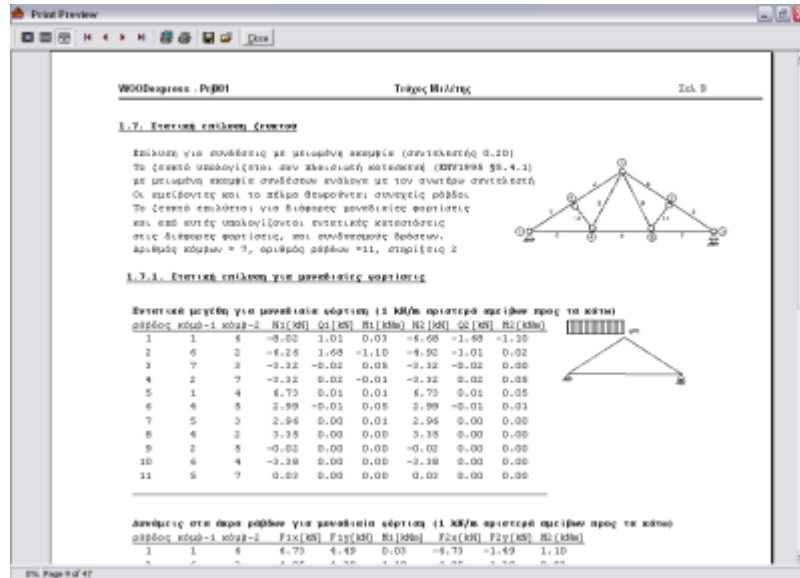 Print Preview
Close
WOODexpress - Prj001 Τεύχος Μελέτης Σελ. 9
1.7. Στατική επίλυση ζευκτού
Επίλυση για συνδέσεις με μειωμένη ακαμψία (συντελεστής 0.20)
Το ζευκτό υπολογίζεται σαν πλαισιωτή κατασκευή (ENV1995 §5.4.1)
με μειωμένη ακαμψία συνδέσεων ανάλογα με τον ανωτέρω συντελεστή
Οι αμείβοντες και το πέλμα θεωρούνται συνεχείς ράβδοι
Το ζευκτό επιλύεται για διάφορες μοναδιαίες φορτίσεις
και από αυτές υπολογίζονται εντατικές καταστάσεις
στις διάφορες φορτίσεις, και συνδυασμούς δράσεων.
Αριθμός κόμβων = 7, αριθμός ράβδων =11, στηρίξεις 2
1.7.1. Στατική επίλυση για μοναδιαίες φορτίσεις
Εντατικά μεγέθη για μοναδιαία φόρτιση (1 kN/m αριστερά αμείβων προς τα κάτω)
ράβδος κόμβ-1 κόμβ-2 N1[kN] Q1[kN] M1[kNm] N2[kN] Q2[kN] M2[kNm]
1 1 6 -8.02 1.01 0.03 -6.68 -1.68 -1.10
2 6 2 -6.26 1.68 -1.10 -4.92 -1.01 0.02
3 7 3 -3.32 -0.02 0.05 -3.32 -0.02 0.00
4 2 7 -3.32 0.02 -0.01 -3.32 0.02 0.05
5 1 4 6.73 0.01 0.01 6.73 0.01 0.05
6 4 5 2.99 -0.01 0.05 2.99 -0.01 0.01
7 5 3 2.96 0.00 0.01 2.96 0.00 0.00
8 4 2 3.35 0.00 0.00 3.35 0.00 0.00
9 2 5 -0.02 0.00 0.00 -0.02 0.00 0.00
10 6 4 -3.38 0.00 0.00 -3.38 0.00 0.00
11 5 7 0.03 0.00 0.00 0.03 0.00 0.00
Δυνάμεις στα άκρα ράβδων για μοναδιαία φόρτιση (1 kN/m αριστερά αμείβων προς τα κάτω)
ράβδος κόμβ-1 κόμβ-2 F1x[kN] F1y[kN] M1[kNm] F2x[kN] F2y[kN] M2[kNm]
1 1 6 6.73 4.49 0.03 -6.73 -1.49 1.10
0% Page 9 of 47